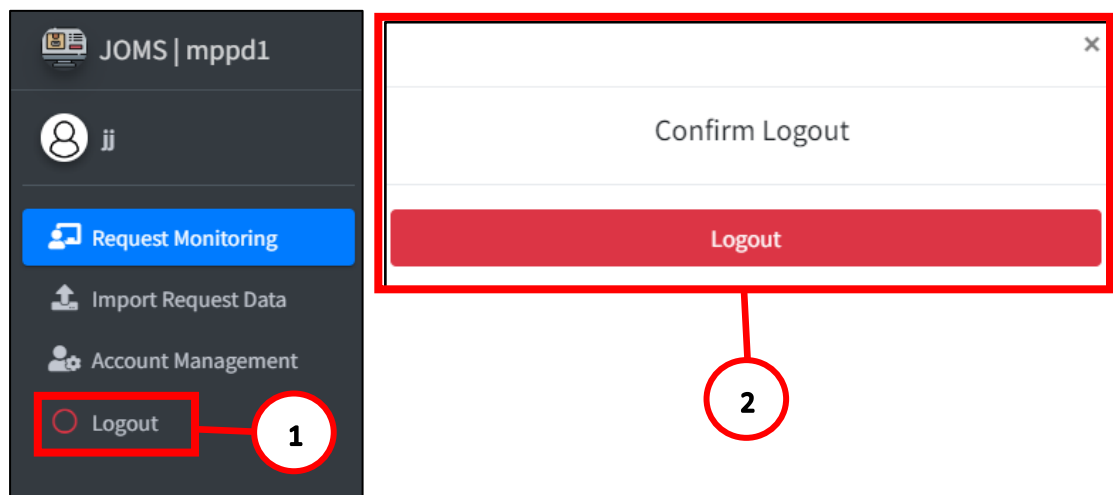 JOMS | mppd1
jj
Request Monitoring
Import Request Data
Account Management
Logout
1
×
Confirm Logout
Logout
2